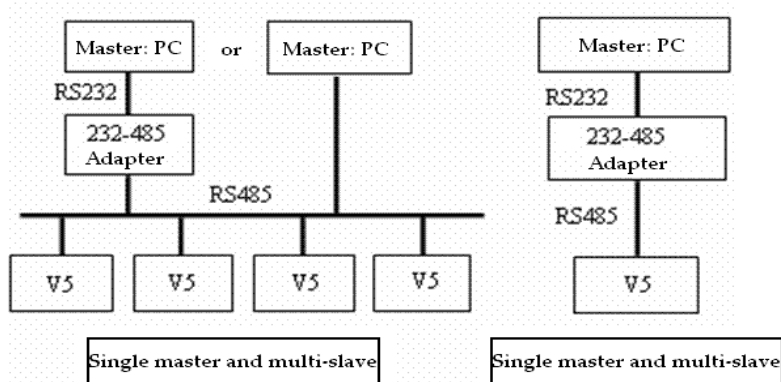 Master: PC
or
Master: PC
RS232
232-485
Adapter
RS485
V5
V5
V5
V5
Single master and multi-slave
Master: PC
RS232
232-485
Adapter
RS485
V5
Single master and multi-slave